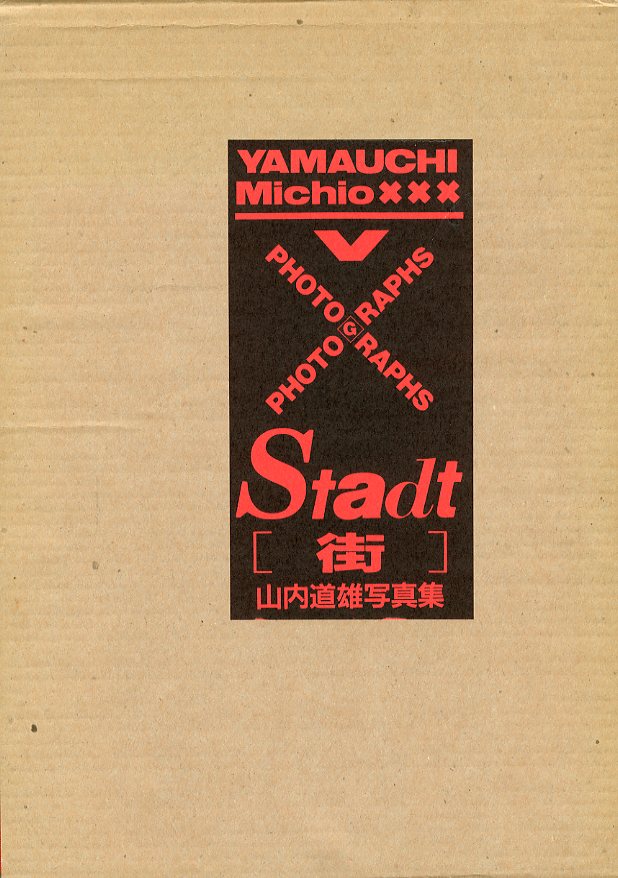 YAMAUCHI
Michio×××
PHOTOGRAPHS
PHOTOGRAPHS
Stadt
[街]
山内道雄写真集